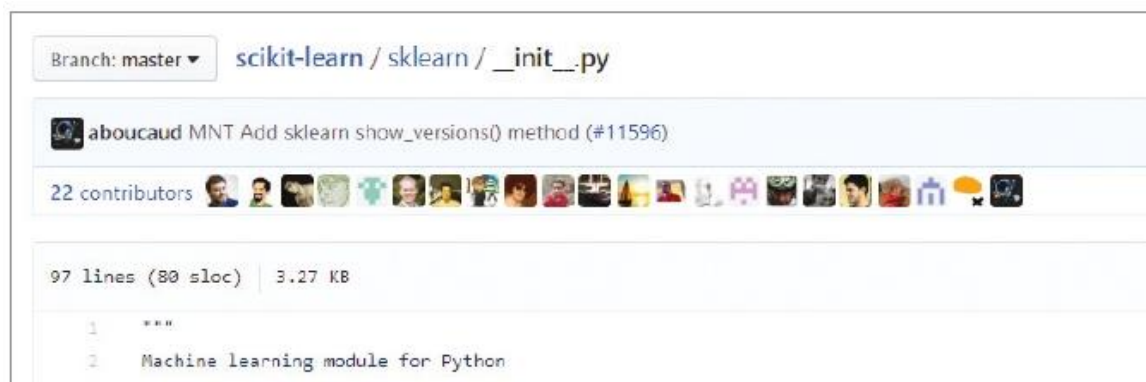 Branch: master ▾ scikit-learn / sklearn / __init__.py
aboucaud MNT Add sklearn show_versions() method (#11596)
22 contributors
97 lines (80 sloc) | 3.27 KB
1 """
2 Machine learning module for Python